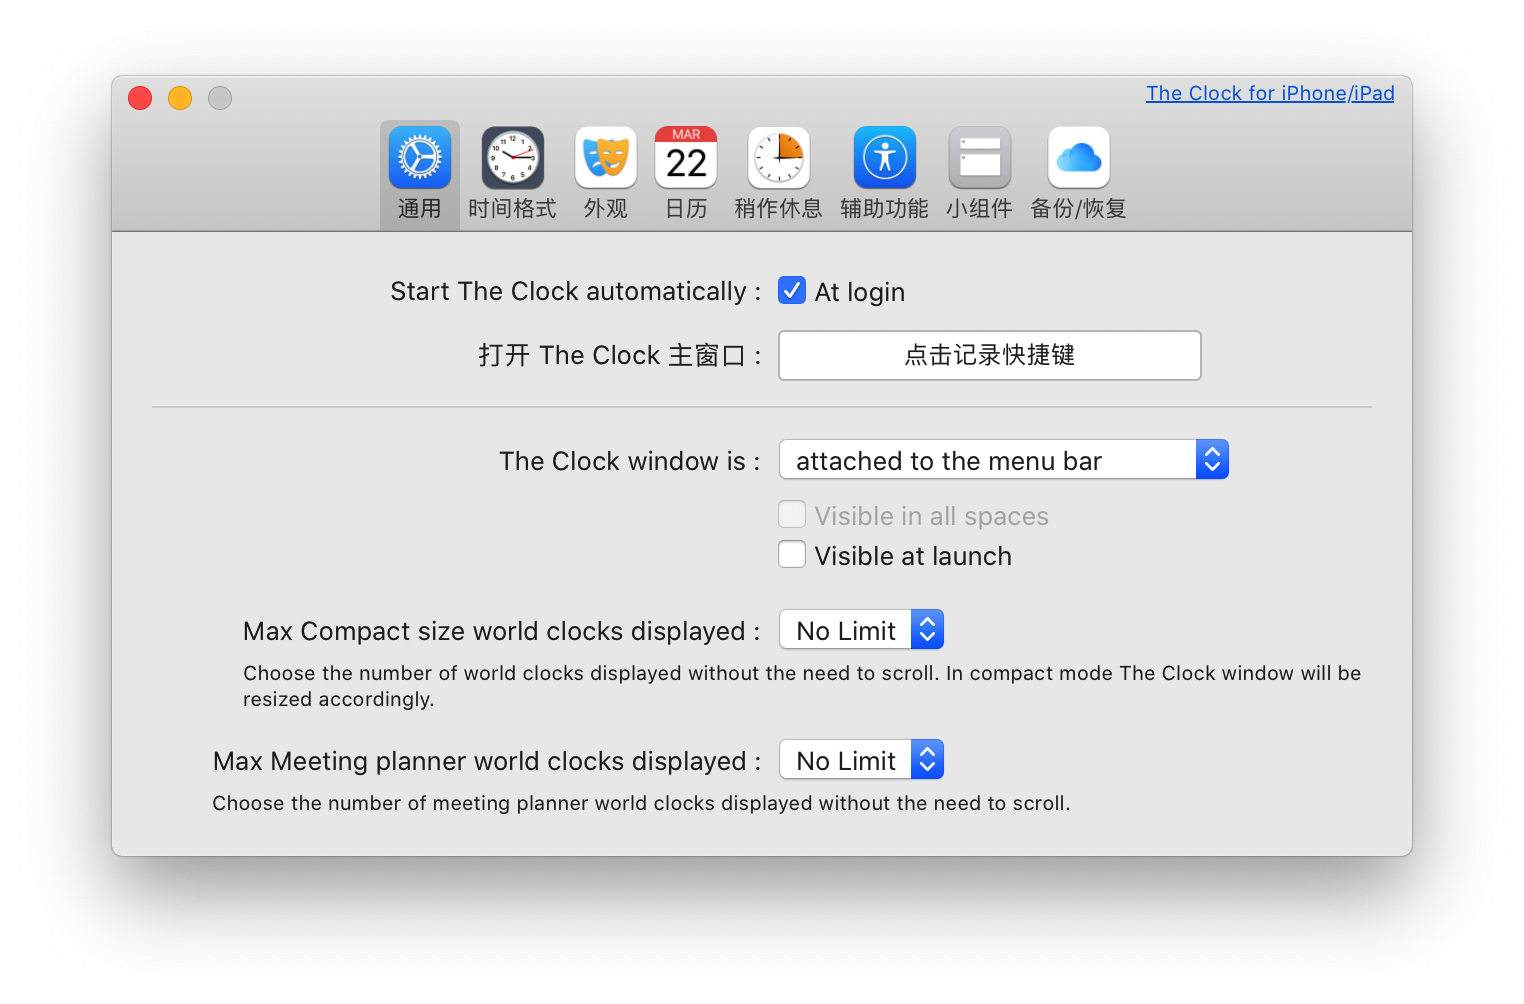 The Clock for iPhone/iPad
MAR
22
通用 时间格式 外观 日历 稍作休息 辅助功能 小组件 备份/恢复
Start The Clock automatically : At login
打开 The Clock 主窗口 : 点击记录快捷键
The Clock window is : attached to the menu bar
Visible in all spaces
Visible at launch
Max Compact size world clocks displayed : No Limit
Choose the number of world clocks displayed without the need to scroll. In compact mode The Clock window will be
resized accordingly.
Max Meeting planner world clocks displayed : No Limit
Choose the number of meeting planner world clocks displayed without the need to scroll.